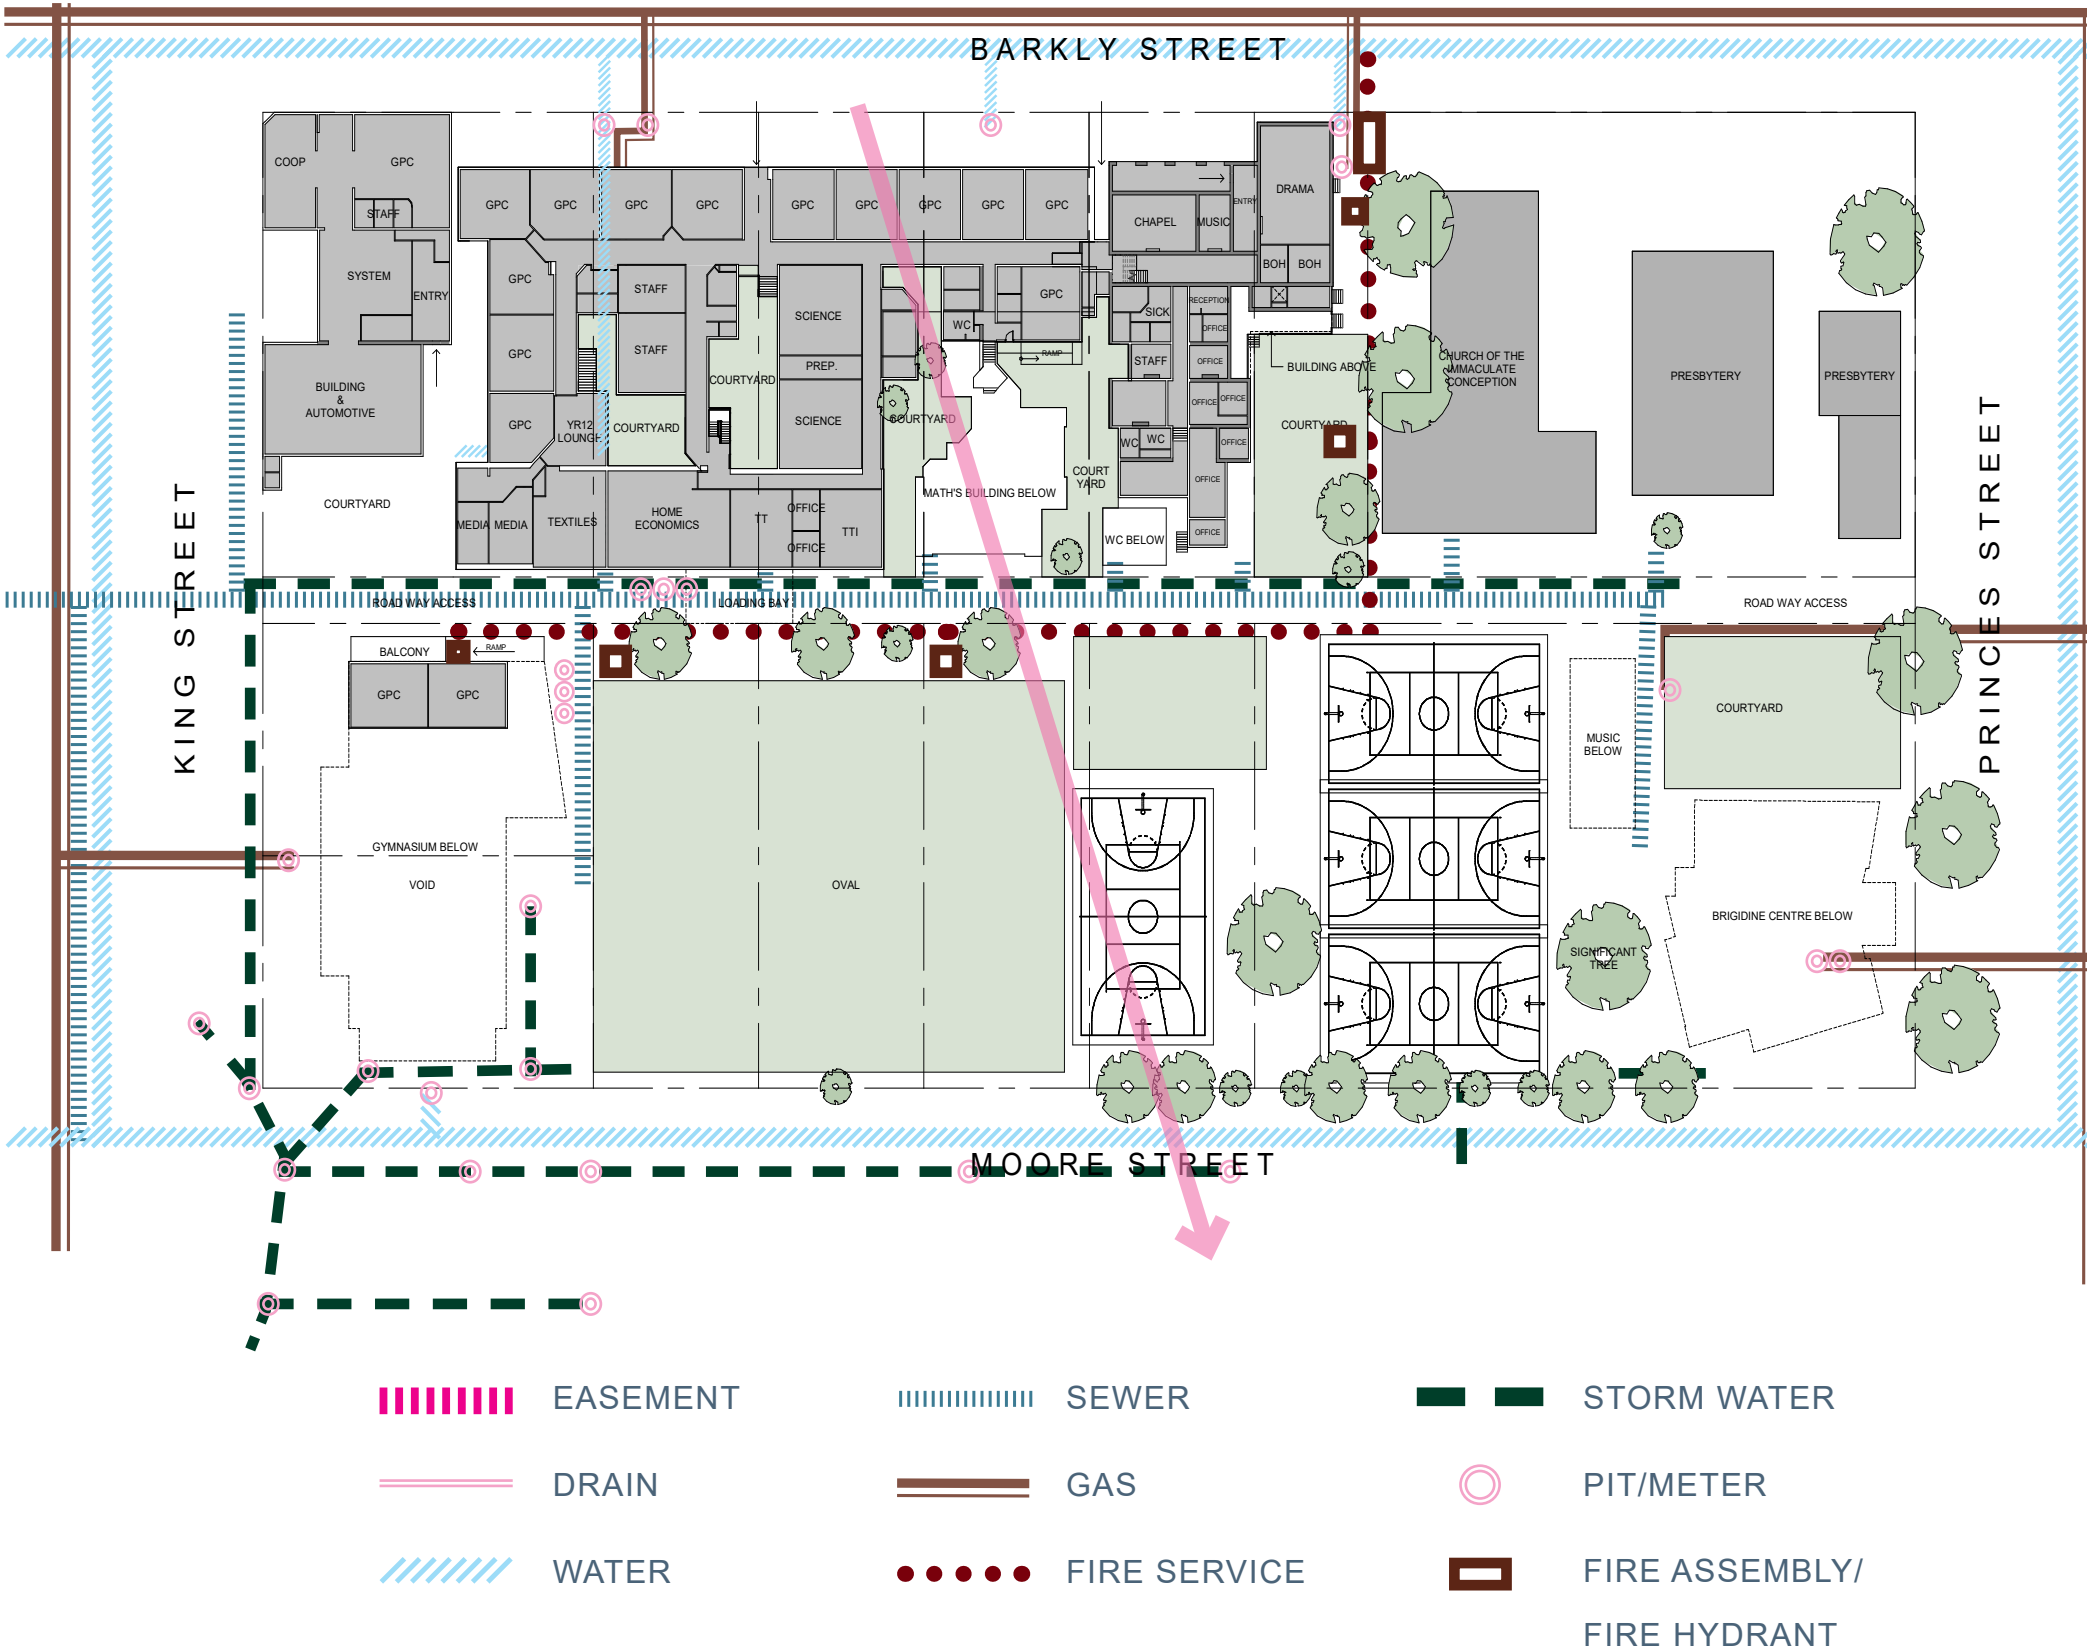 BARKLY STREET
COOP
GPC
STAFF
SYSTEM
ENTRY
BUILDING
&
AUTOMOTIVE
COURTYARD
GPC
GPC
GPC
GPC
GPC
GPC
GPC
GPC
GPC
GPC
GPC
GPC
STAFF
STAFF
YR12
LOUNGE
COURTYARD
COURTYARD
SCIENCE
PREP.
SCIENCE
COURTYARD
WC
GPC
RAMP
MEDIA
MEDIA
TEXTILES
HOME
ECONOMICS
TT
OFFICE
OFFICE
TTI
MATH'S BUILDING BELOW
COURT
YARD
WC BELOW
CHAPEL
MUSIC
ENTRY
DRAMA
BOH
BOH
SICK
RECEPTION
OFFICE
STAFF
OFFICE
OFFICE
OFFICE
WC
WC
OFFICE
OFFICE
OFFICE
BUILDING ABOVE
COURTYARD
CHURCH OF THE
IMMACULATE
CONCEPTION
PRESBYTERY
PRESBYTERY
KING STREET
PRINCES STREET
ROAD WAY ACCESS
LOADING BAY
ROAD WAY ACCESS
BALCONY
RAMP
GPC
GPC
GYMNASIUM BELOW
VOID
OVAL
MUSIC
BELOW
COURTYARD
SIGNIFICANT
TREE
BRIGIDINE CENTRE BELOW
MOORE STREET
EASEMENT
SEWER
STORM WATER
DRAIN
GAS
PIT/METER
WATER
FIRE SERVICE
FIRE ASSEMBLY/
FIRE HYDRANT